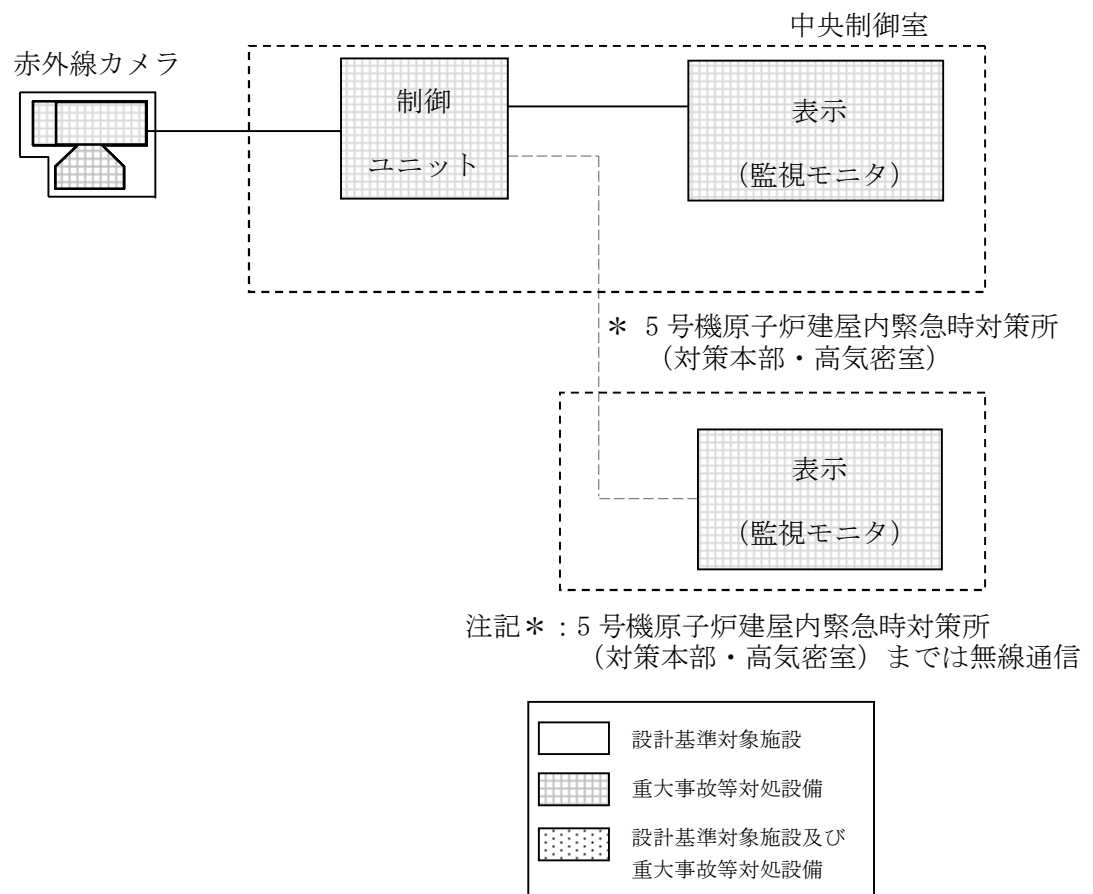 中央制御室
赤外線カメラ
制御
ユニット
表示
(監視モニタ)
＊ 5号機原子炉建屋内緊急時対策所
(対策本部・高気密室)
表示
(監視モニタ)
注記＊：5号機原子炉建屋内緊急時対策所
(対策本部・高気密室) までは無線通信
設計基準対象施設
重大事故等対処設備
設計基準対象施設及び
重大事故等対処設備